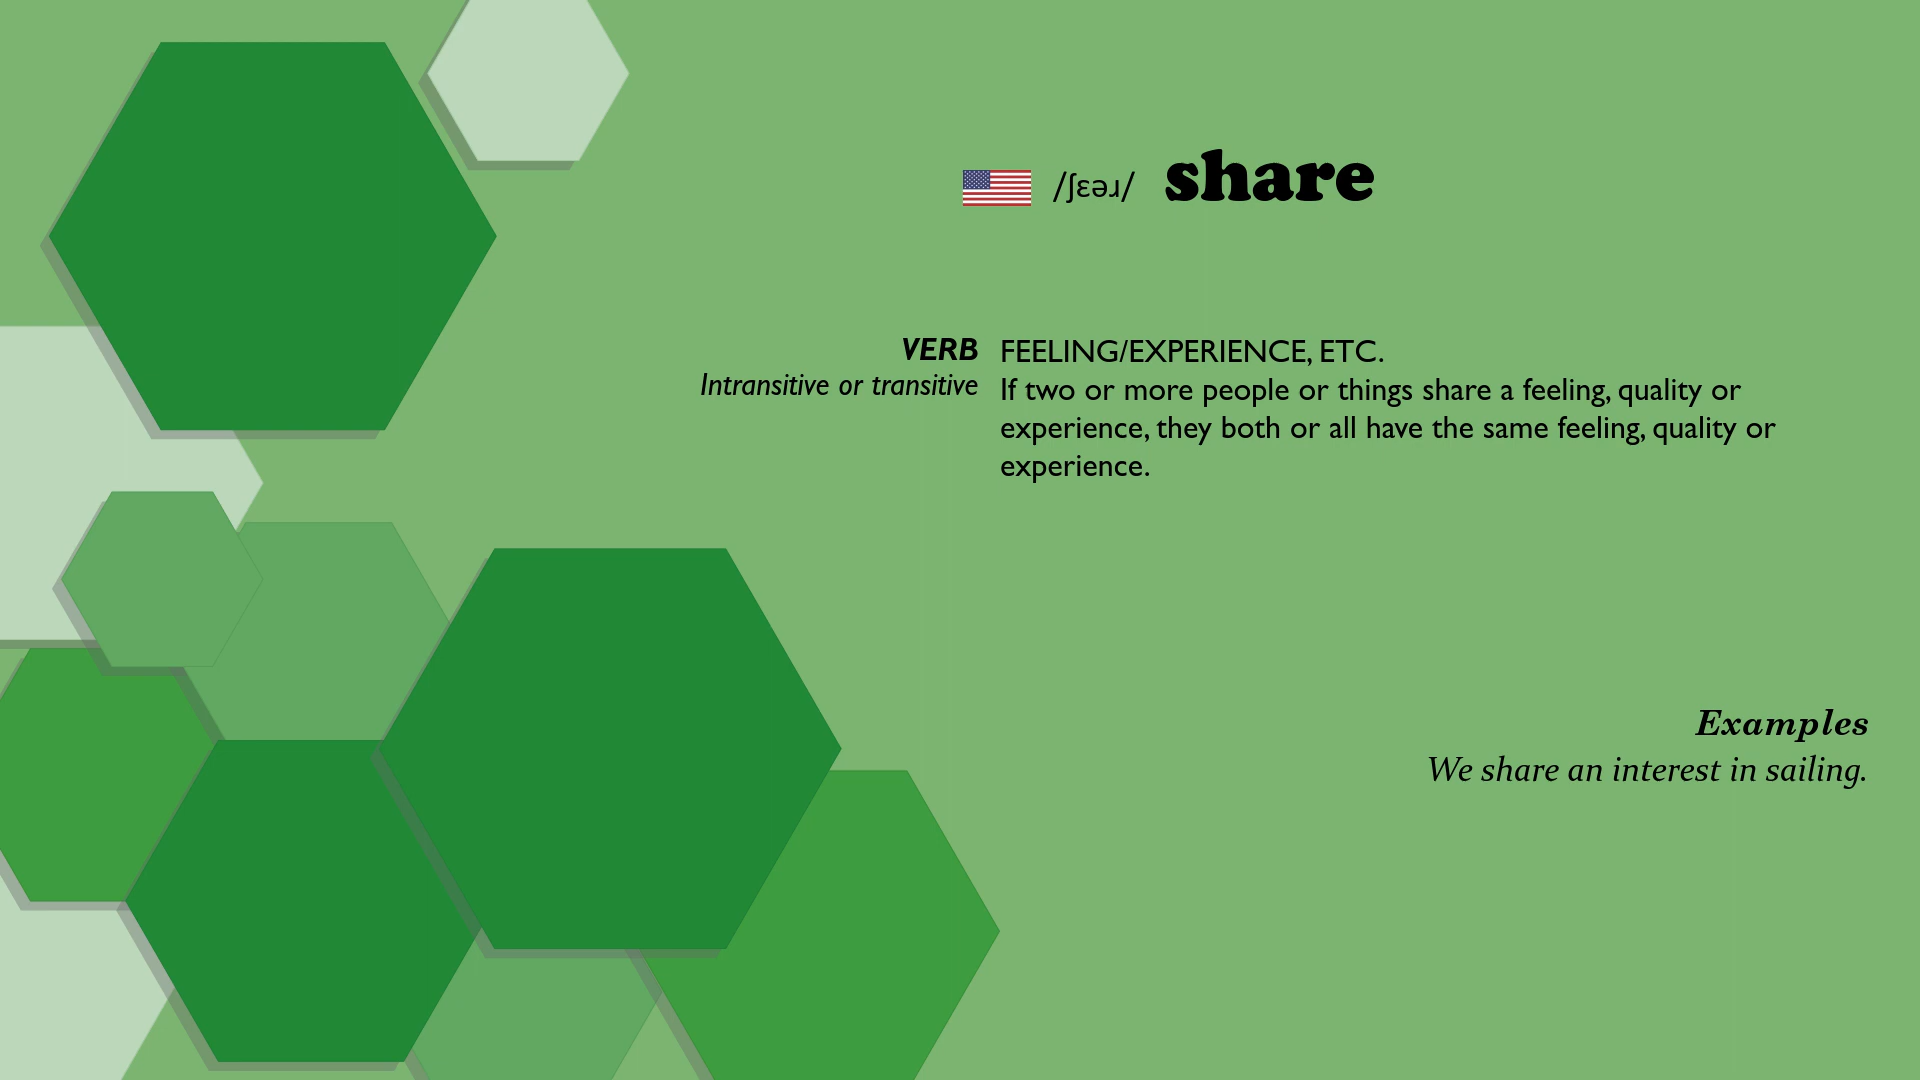 /ʃɛəɹ/ share
VERB
Intransitive or transitive
FEELING/EXPERIENCE, ETC.
If two or more people or things share a feeling, quality or
experience, they both or all have the same feeling, quality or
experience.
Examples
We share an interest in sailing.